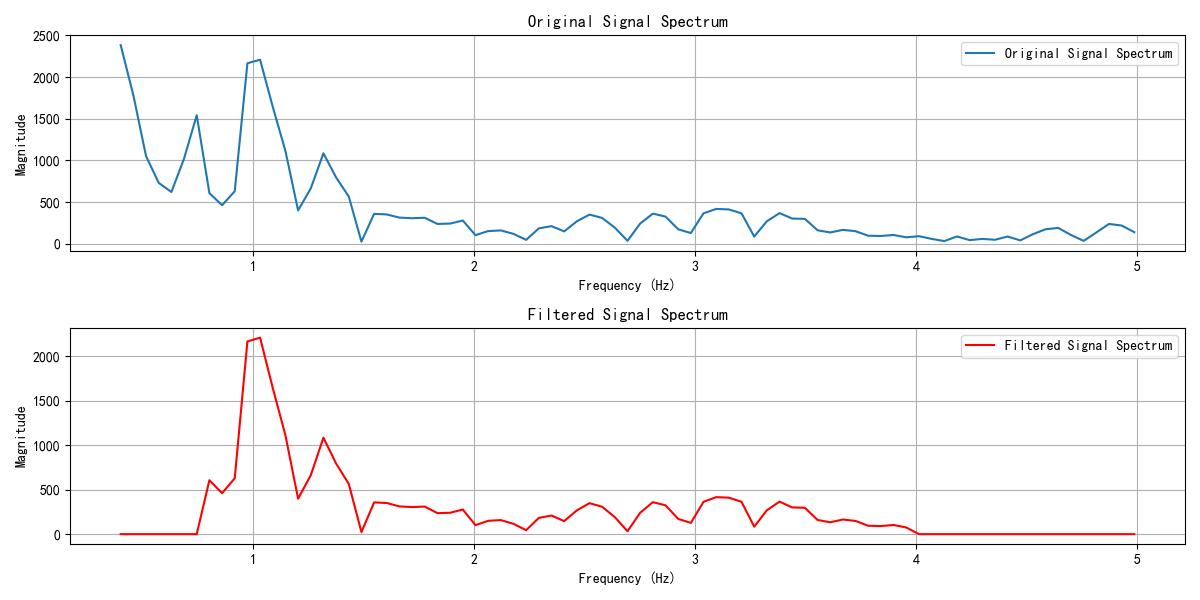 Original Signal Spectrum
2500
2000
1500
1000
500
0
Magnitude
Original Signal Spectrum
1 2 3 4 5
Frequency (Hz)
Filtered Signal Spectrum
2000
1500
1000
500
0
Magnitude
Filtered Signal Spectrum
1 2 3 4 5
Frequency (Hz)